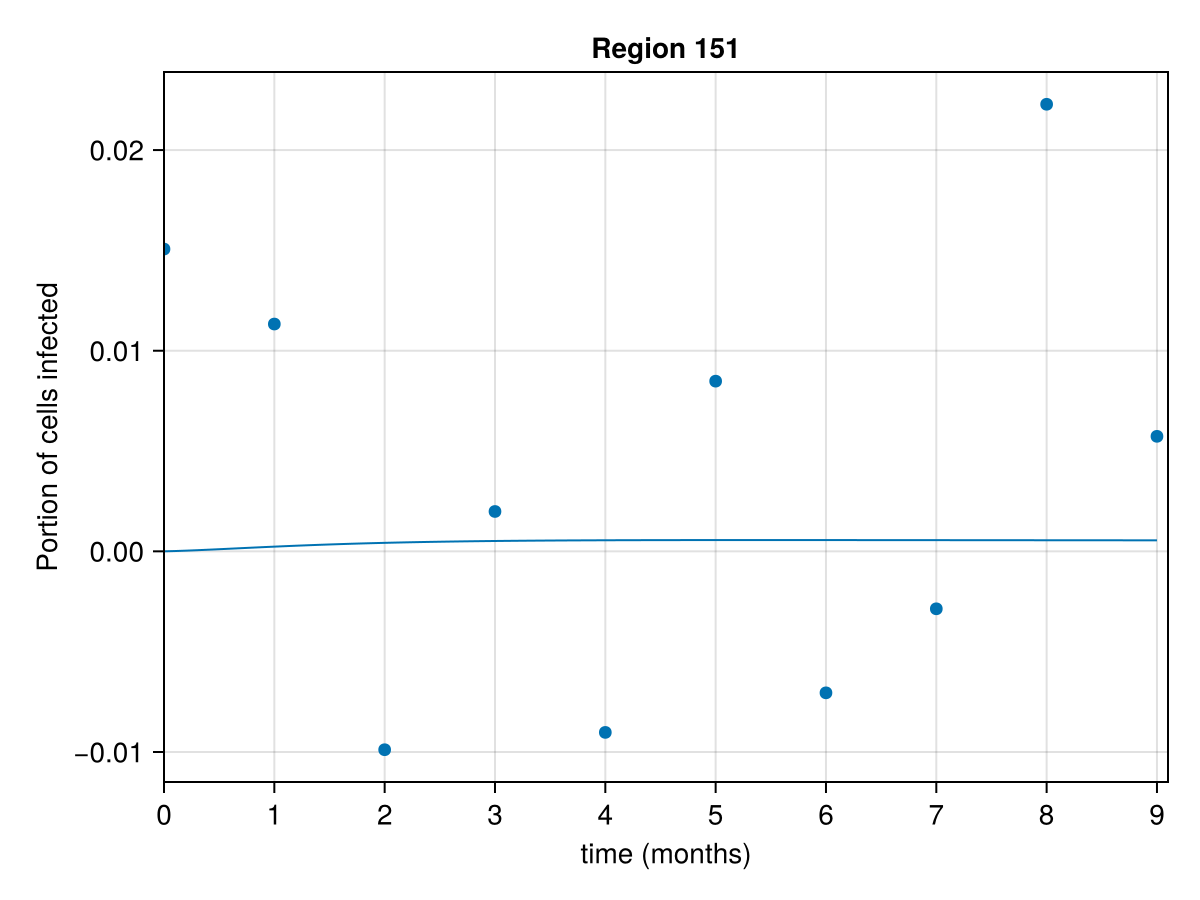 Region 151
Portion of cells infected
0.02
0.01
0.00
−0.01
0 1 2 3 4 5 6 7 8 9
time (months)